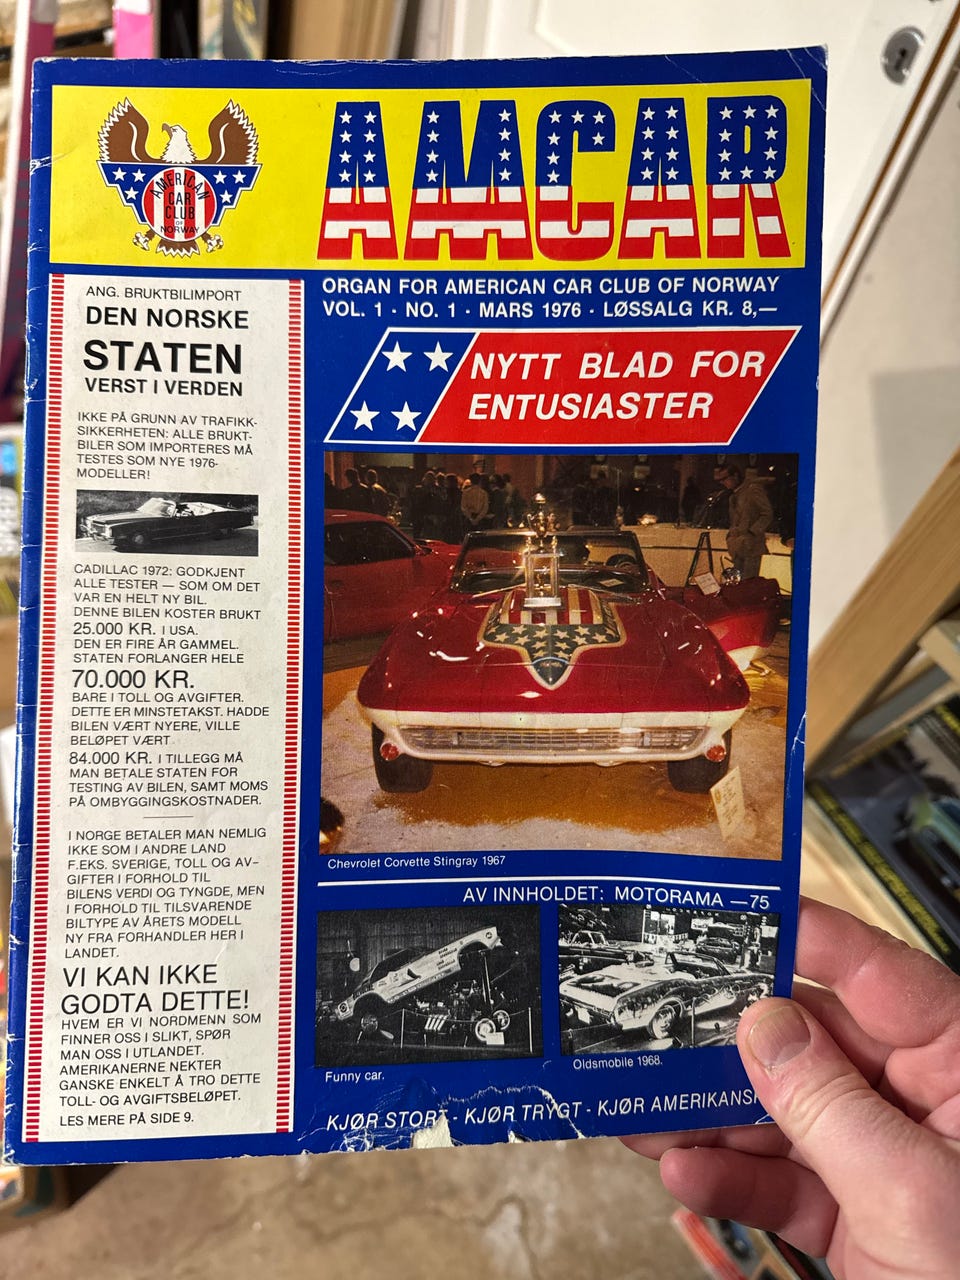 AMERICAN
CAR
CLUB
OF
NORWAY
AMCAR
ORGAN FOR AMERICAN CAR CLUB OF NORWAY
VOL. 1 · NO. 1 · MARS 1976 · LØSSALG KR. 8,—
NYTT BLAD FOR
ENTUSIASTER
ANG. BRUKTBILIMPORT
DEN NORSKE
STATEN
VERST I VERDEN
IKKE PÅ GRUNN AV TRAFIKK-
SIKKERHETEN: ALLE BRUKT-
BILER SOM IMPORTERES MÅ
TESTES SOM NYE 1976-
MODELLER!
CADILLAC 1972: GODKJENT
ALLE TESTER — SOM OM DET
VAR EN HELT NY BIL.
DENNE BILEN KOSTER BRUKT
25.000 KR. I USA.
DEN ER FIRE ÅR GAMMEL.
STATEN FORLANGER HELE
70.000 KR.
BARE I TOLL OG AVGIFTER.
DETTE ER MINSTETAKST. HADDE
BILEN VÆRT NYERE, VILLE
BELØPET VÆRT
84.000 KR. I TILLEGG MÅ
MAN BETALE STATEN FOR
TESTING AV BILEN, SAMT MOMS
PÅ OMBYGGINGSKOSTNADER.
I NORGE BETALER MAN NEMLIG
IKKE SOM I ANDRE LAND
F.EKS. SVERIGE, TOLL OG AV-
GIFTER I FORHOLD TIL
BILENS VERDI OG TYNGDE, MEN
I FORHOLD TIL TILSVARENDE
BILTYPE AV ÅRETS MODELL
NY FRA FORHANDLER HER I
LANDET.
VI KAN IKKE
GODTA DETTE!
HVEM ER VI NORDMENN SOM
FINNER OSS I SLIKT, SPØR
MAN OSS I UTLANDET.
AMERIKANERNE NEKTER
GANSKE ENKELT Å TRO DETTE
TOLL- OG AVGIFTSBELØPET.
LES MERE PÅ SIDE 9.
Chevrolet Corvette Stingray 1967
AV INNHOLDET: MOTORAMA —75
Funny car.
Oldsmobile 1968.
KJØR STORT - KJØR TRYGT - KJØR AMERIKANSK